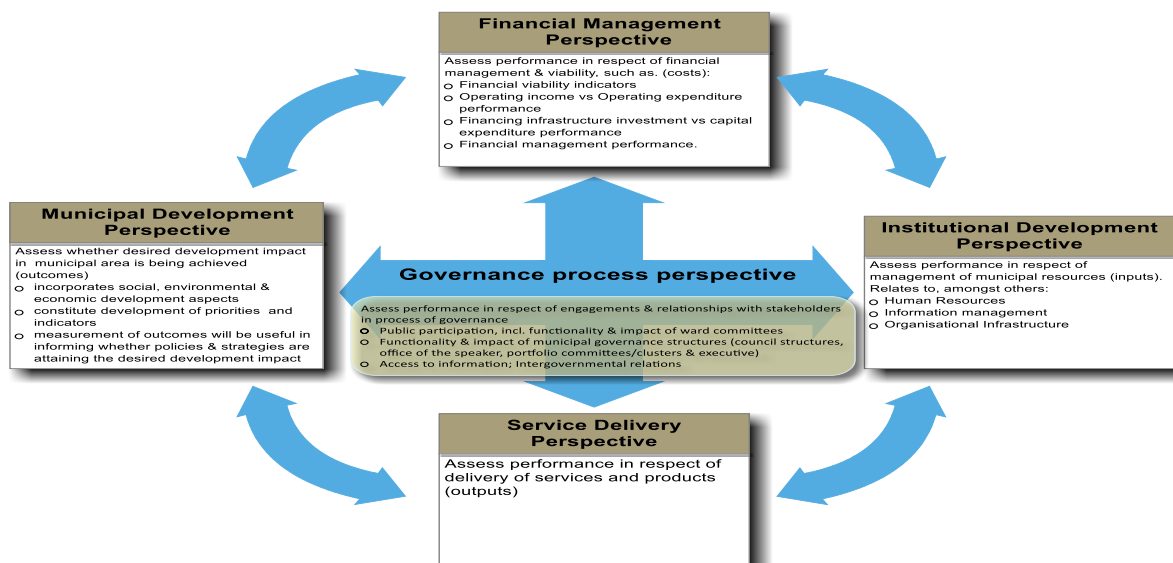 Financial Management
Perspective
Assess performance in respect of financial
management & viability, such as. (costs):
Financial viability indicators
Operating income vs Operating expenditure
performance
Financing infrastructure investment vs capital
expenditure performance
Financial management performance.
Municipal Development
Perspective
Assess whether desired development impact
in municipal area is being achieved
(outcomes)
incorporates social, environmental &
economic development aspects
constitute development of priorities and
indicators
measurement of outcomes will be useful in
informing whether policies & strategies are
attaining the desired development impact
Governance process perspective
Assess performance in respect of engagements & relationships with stakeholders
in process of governance
Public participation, incl. functionality & impact of ward committees
Functionality & impact of municipal governance structures (council structures,
office of the speaker, portfolio committees/clusters & executive)
Access to information; Intergovernmental relations
Institutional Development
Perspective
Assess performance in respect of
management of municipal resources (inputs).
Relates to, amongst others:
Human Resources
Information management
Organisational Infrastructure
Service Delivery
Perspective
Assess performance in respect of
delivery of services and products
(outputs)